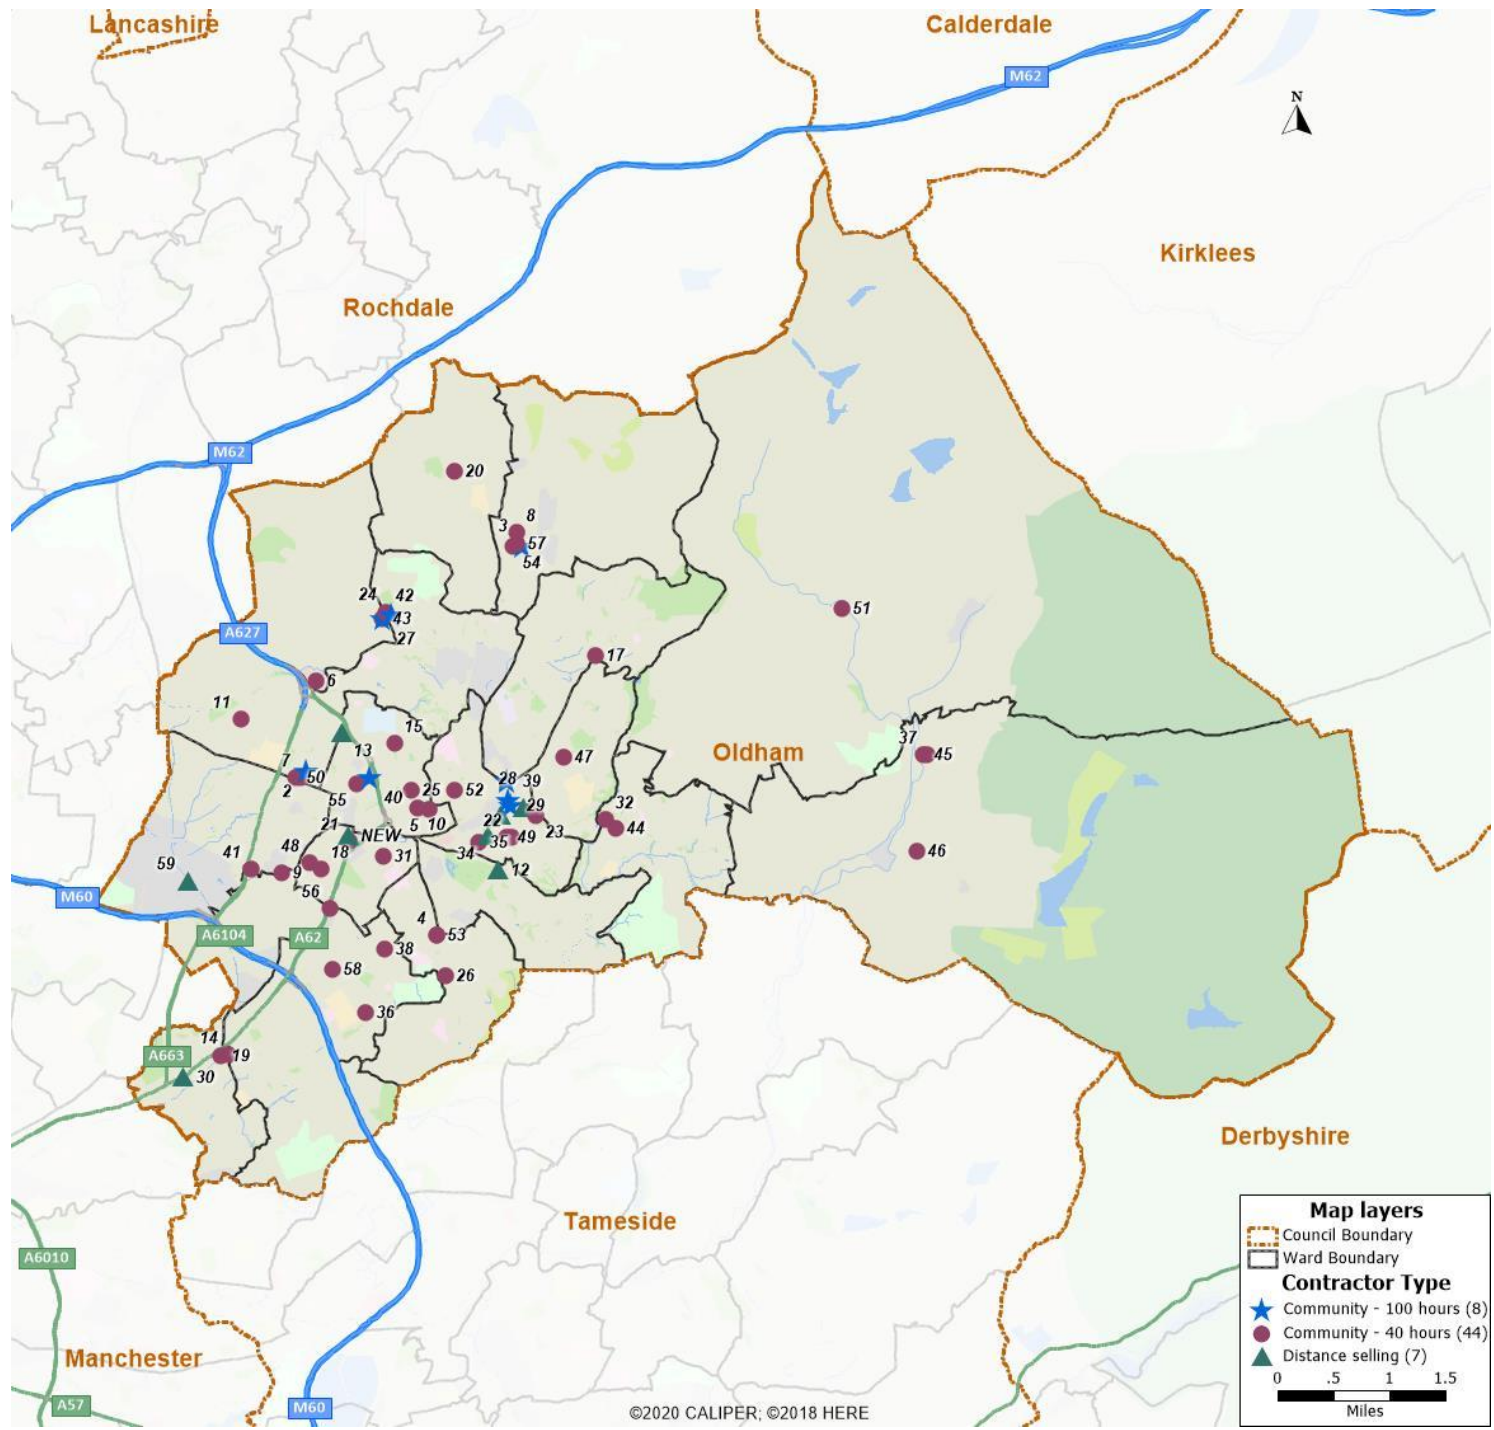 Lancashire
Calderdale
M62
N
Kirklees
Rochdale
M62
20
3
8
57
54
51
24
42
43
27
A627
17
6
11
15
37
45
Oldham
13
47
7
50
2
28
39
55
40
25
52
29
32
5
10
22
23
44
21
NEW
35
49
34
48
18
31
46
41
9
12
59
56
M60
4
53
A6104
A62
38
58
26
36
14
19
A663
30
Derbyshire
Tameside
A6010
Manchester
A57
M60
Map layers
Council Boundary
Ward Boundary
Contractor Type
Community - 100 hours (8)
Community - 40 hours (44)
Distance selling (7)
0 .5 1 1.5
Miles
©2020 CALIPER; ©2018 HERE